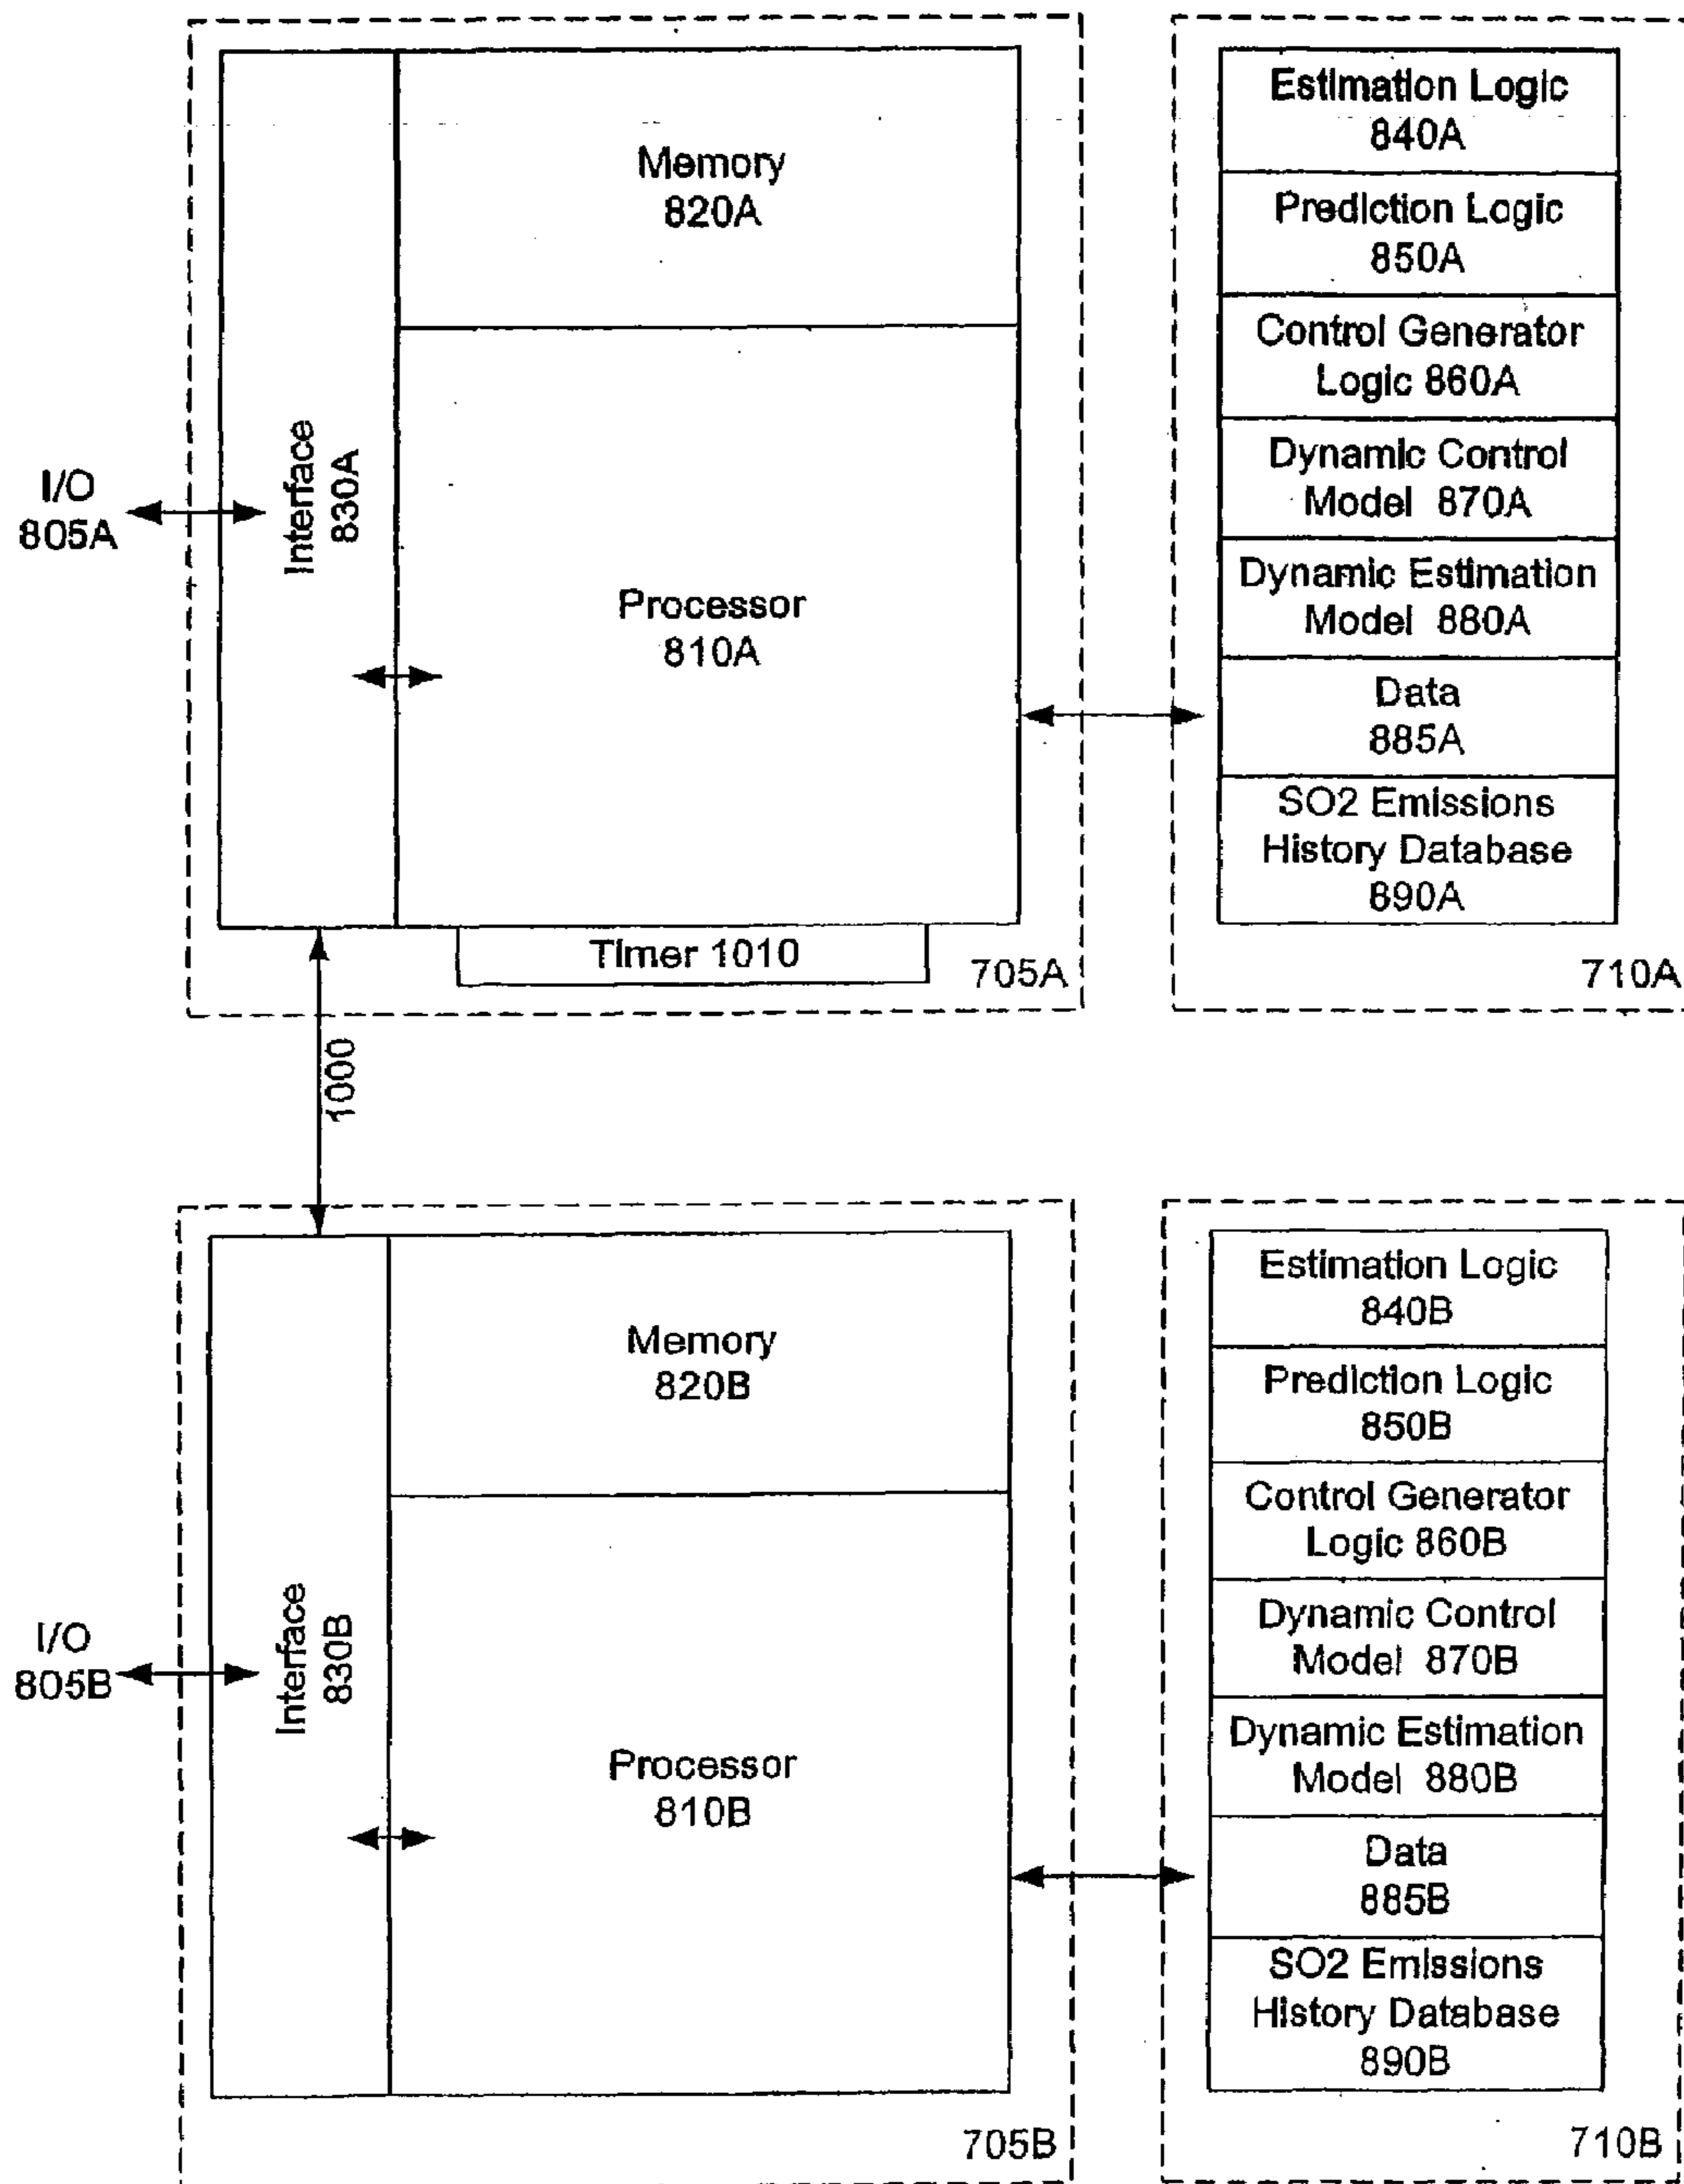 Memory
820A
Interface
830A
I/O
805A
Processor
810A
Timer 1010
705A
Estimation Logic
840A
Prediction Logic
850A
Control Generator
Logic 860A
Dynamic Control
Model 870A
Dynamic Estimation
Model 880A
Data
885A
SO2 Emissions
History Database
890A
710A
1000
Memory
820B
Interface
830B
I/O
805B
Processor
810B
705B
Estimation Logic
840B
Prediction Logic
850B
Control Generator
Logic 860B
Dynamic Control
Model 870B
Dynamic Estimation
Model 880B
Data
885B
SO2 Emissions
History Database
890B
710B